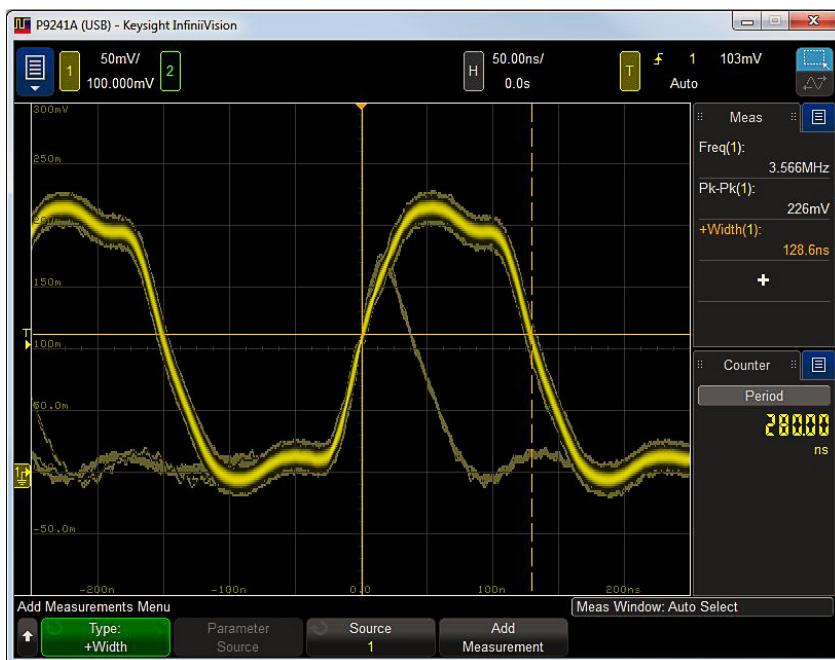 P9241A (USB) - Keysight InfiniiVision
1
50mV/
100.000mV
2
H
50.00ns/
0.0s
T
1
103mV
Auto
300mV
250m
200m
150m
100m
50.0m
-50.0m
T
1
-200n
-100n
0.0
100n
200ns
Meas
Freq(1):
3.566MHz
Pk-Pk(1):
226mV
+Width(1):
128.6ns
+
Counter
Period
280.00
ns
Add Measurements Menu
Meas Window: Auto Select
Type:
+Width
Parameter
Source
Source
1
Add
Measurement